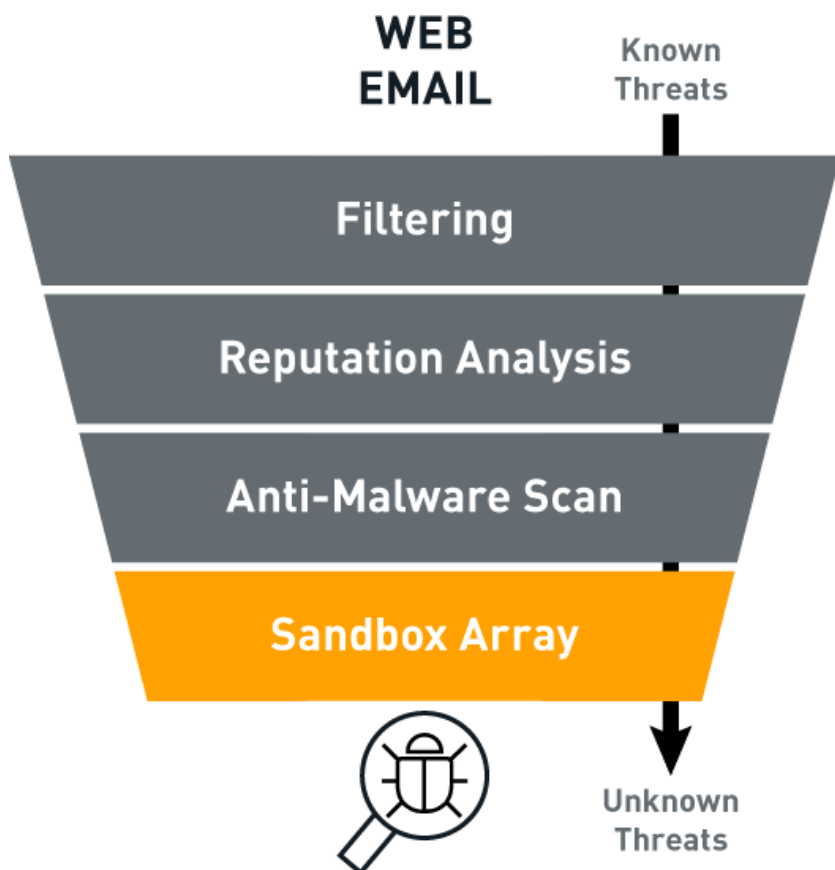 WEB
EMAIL
Known
Threats
Filtering
Reputation Analysis
Anti-Malware Scan
Sandbox Array
Unknown
Threats